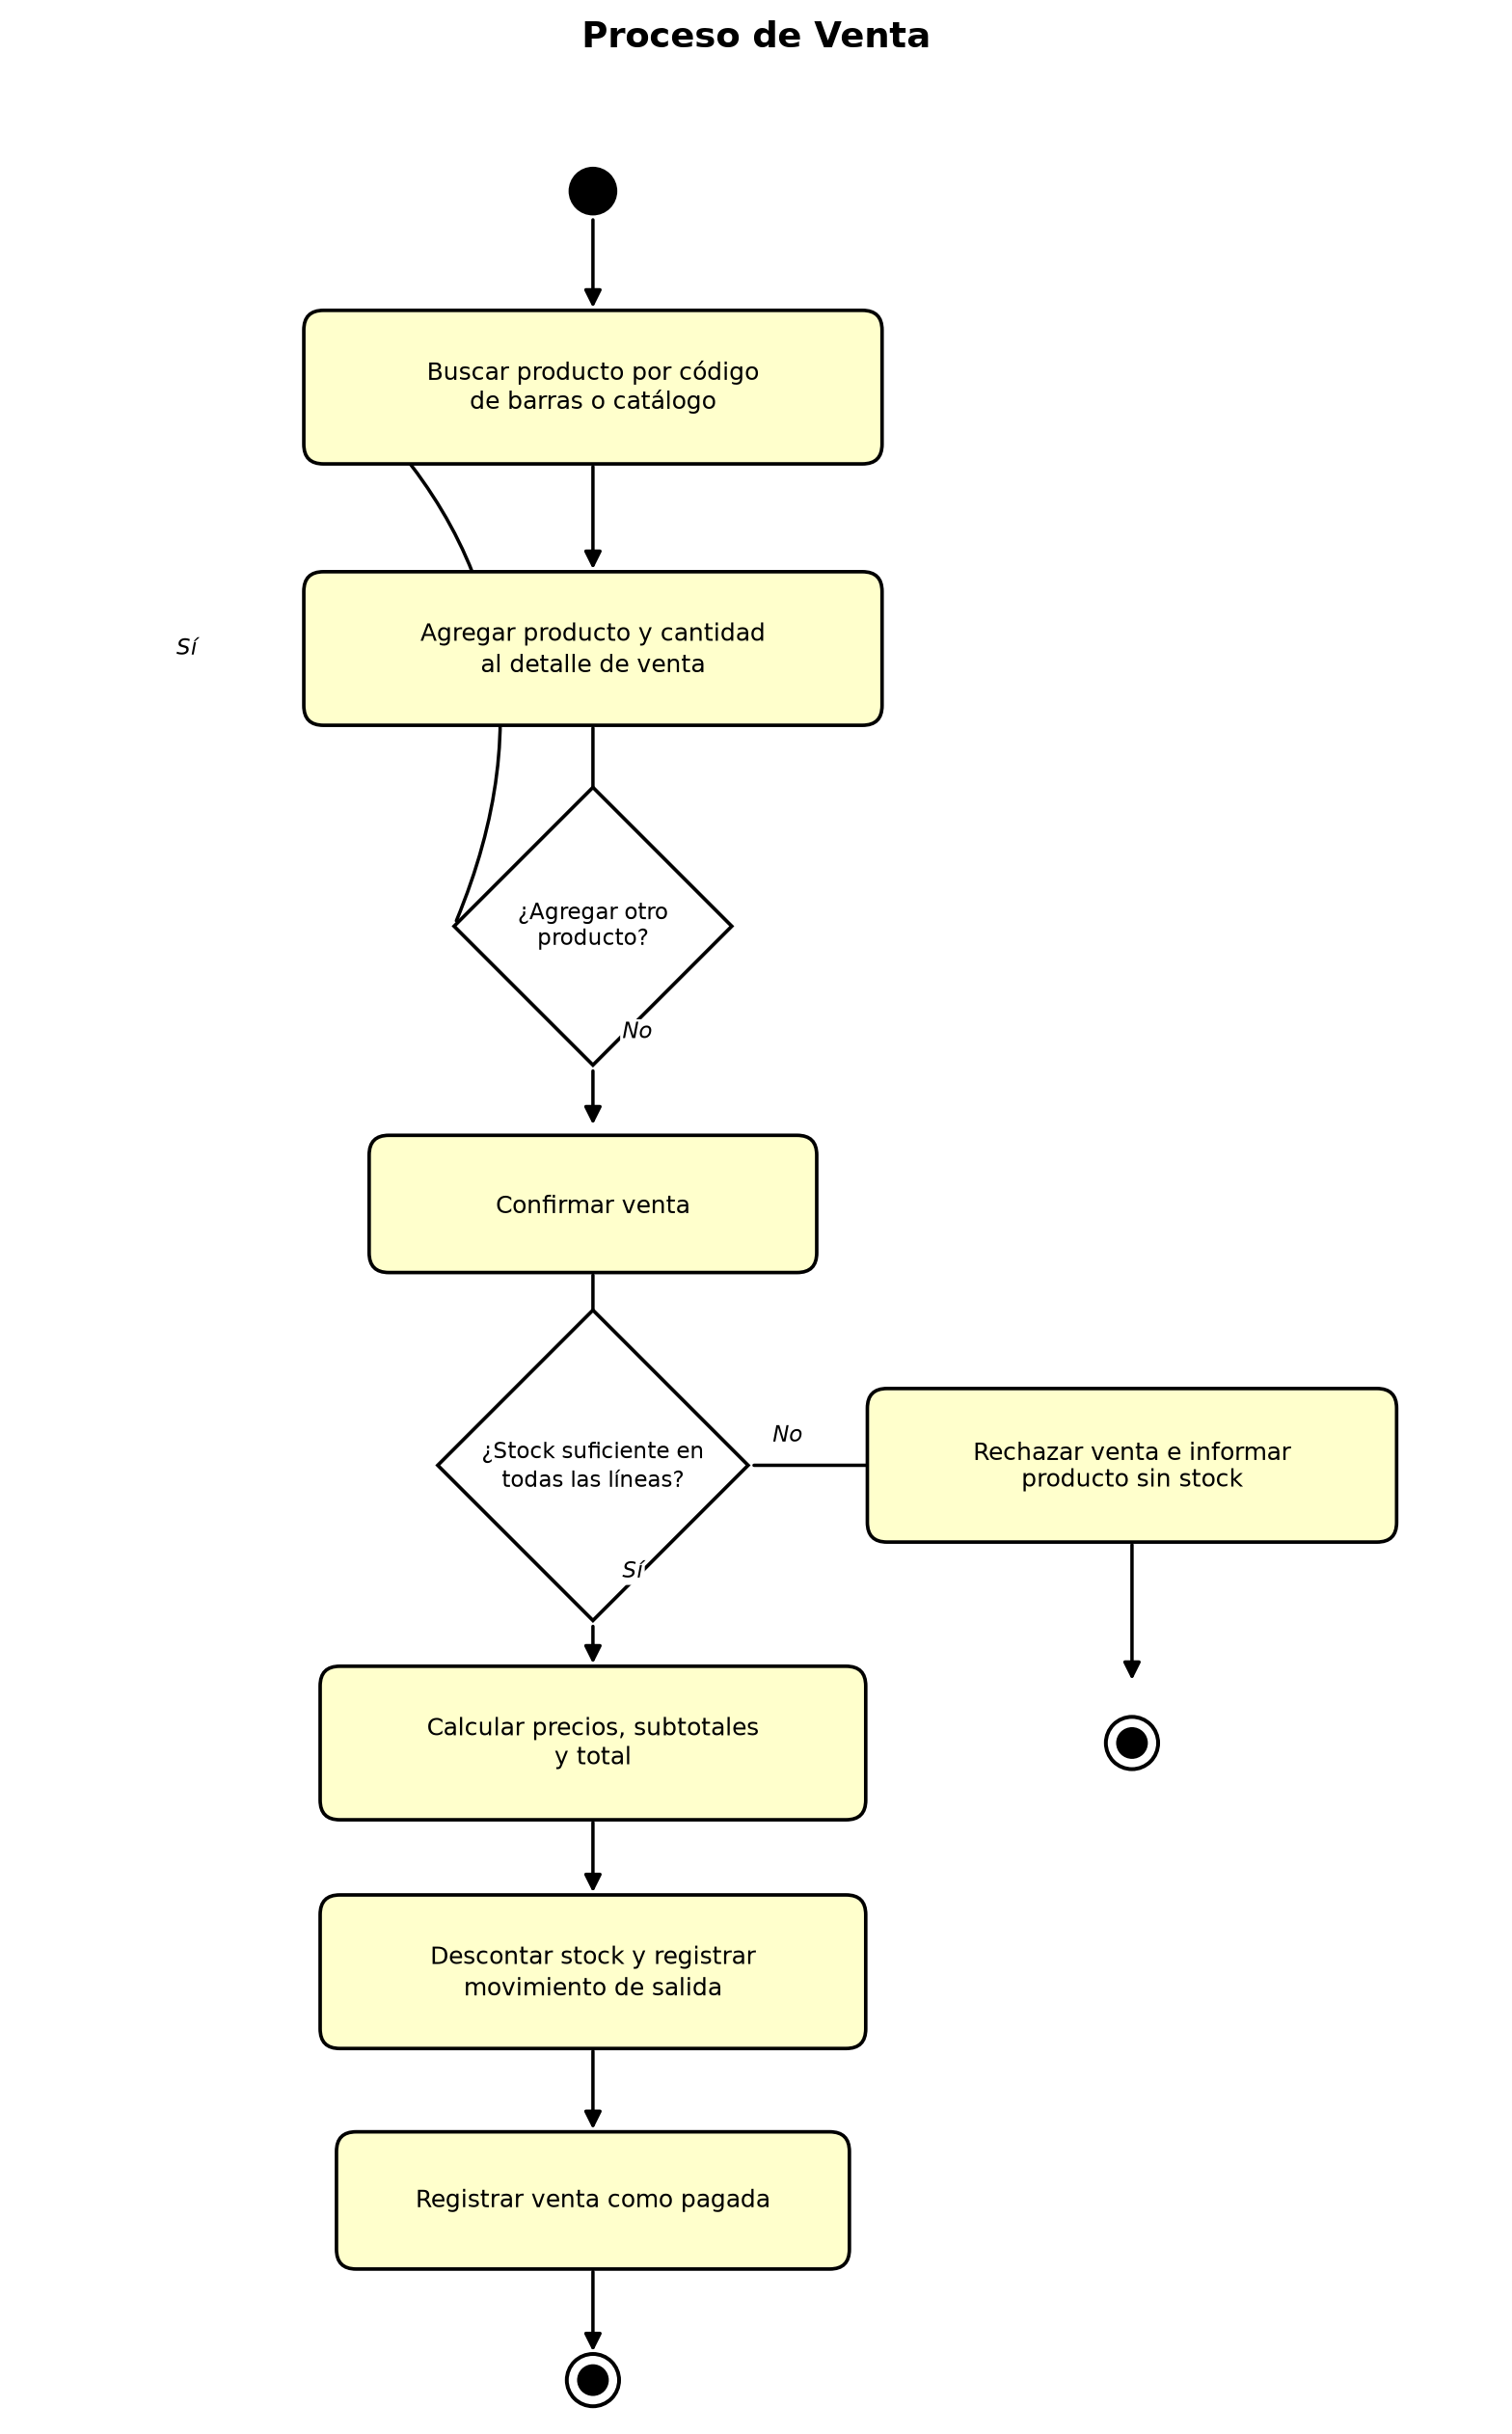 Proceso de Venta
Buscar producto por código
de barras o catálogo
Agregar producto y cantidad
al detalle de venta
Sí
¿Agregar otro
producto?
No
Confirmar venta
¿Stock suficiente en
todas las líneas?
No
Rechazar venta e informar
producto sin stock
Sí
Calcular precios, subtotales
y total
Descontar stock y registrar
movimiento de salida
Registrar venta como pagada